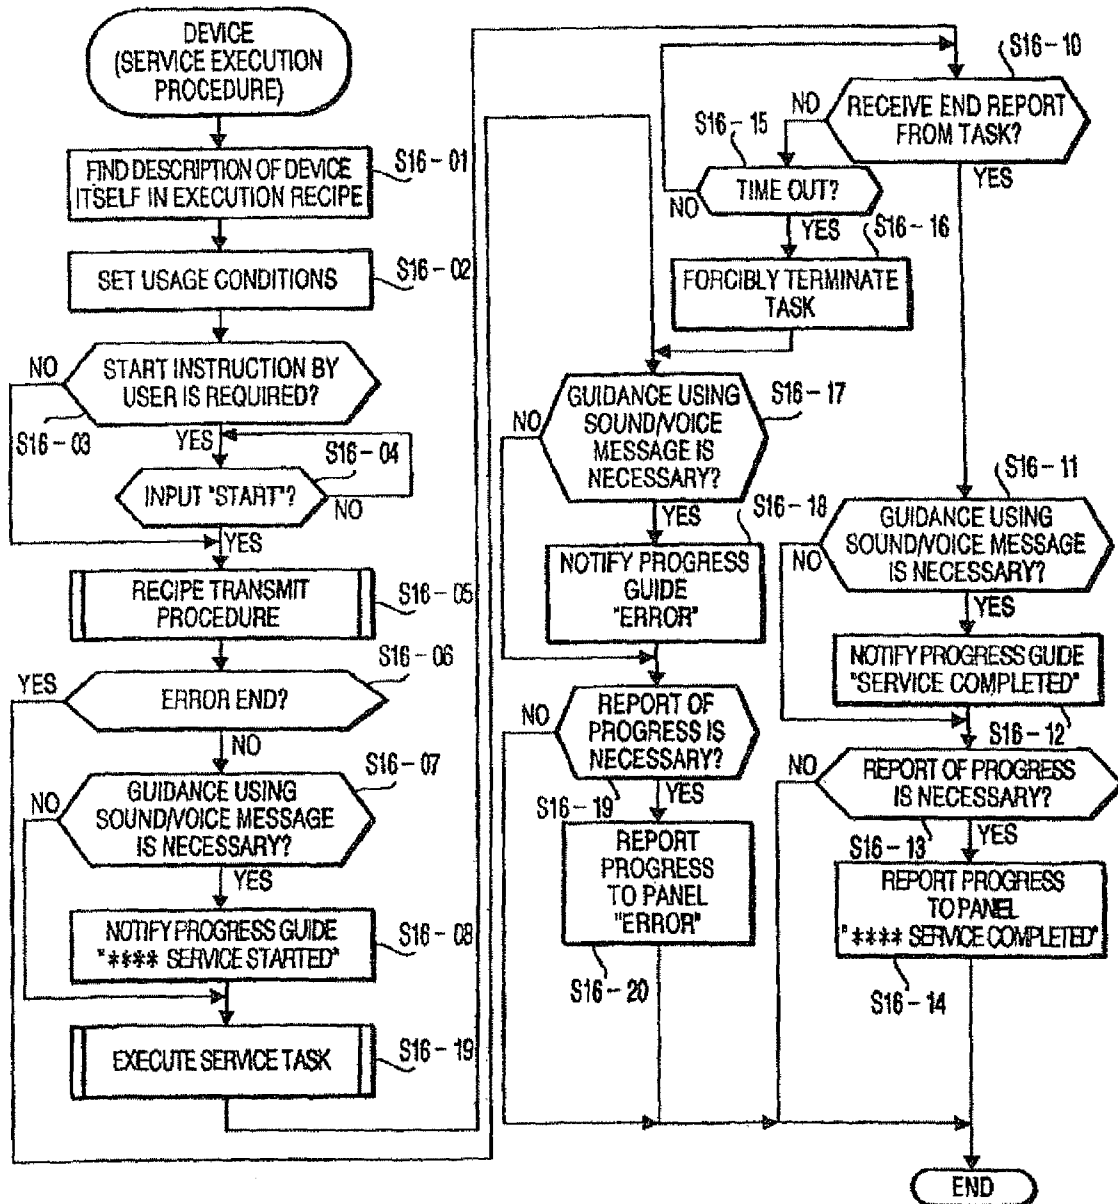 DEVICE
(SERVICE EXECUTION
PROCEDURE)
FIND DESCRIPTION OF DEVICE
ITSELF IN EXECUTION RECIPE
S16-01
SET USAGE CONDITIONS
S16-02
NO
START INSTRUCTION BY
USER IS REQUIRED?
S16-03
YES
S16-04
INPUT "START"?
NO
YES
RECIPE TRANSMIT
PROCEDURE
S16-05
S16-06
YES
ERROR END?
NO
S16-07
NO
GUIDANCE USING
SOUND/VOICE MESSAGE
IS NECESSARY?
YES
NOTIFY PROGRESS GUIDE
"**** SERVICE STARTED"
S16-08
EXECUTE SERVICE TASK
S16-19
S16-10
NO
RECEIVE END REPORT
FROM TASK?
YES
S16-15
TIME OUT?
NO
YES
S16-16
FORCIBLY TERMINATE
TASK
S16-17
NO
GUIDANCE USING
SOUND/VOICE
MESSAGE IS
NECESSARY?
YES
S16-18
NOTIFY PROGRESS
GUIDE
"ERROR"
NO
REPORT OF
PROGRESS IS
NECESSARY?
S16-19
YES
REPORT
PROGRESS
TO PANEL
"ERROR"
S16-20
S16-11
GUIDANCE USING
SOUND/VOICE MESSAGE
IS NECESSARY?
NO
YES
NOTIFY PROGRESS GUIDE
"SERVICE COMPLETED"
S16-12
NO
REPORT OF PROGRESS
IS NECESSARY?
S16-13
YES
REPORT PROGRESS
TO PANEL
"**** SERVICE COMPLETED"
S16-14
END